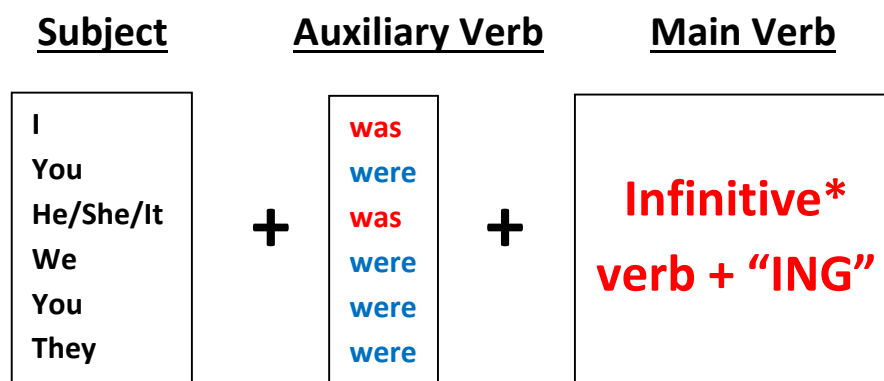 Subject Auxiliary Verb Main Verb
I was
You were
He/She/It was
We were
You were
They were
+
+
Infinitive*
verb + “ING”